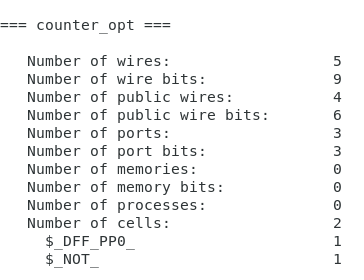 === counter_opt ===
Number of wires: 5
Number of wire bits: 9
Number of public wires: 4
Number of public wire bits: 6
Number of ports: 3
Number of port bits: 3
Number of memories: 0
Number of memory bits: 0
Number of processes: 0
Number of cells: 2
$_DFF_PP0_ 1
$_NOT_ 1